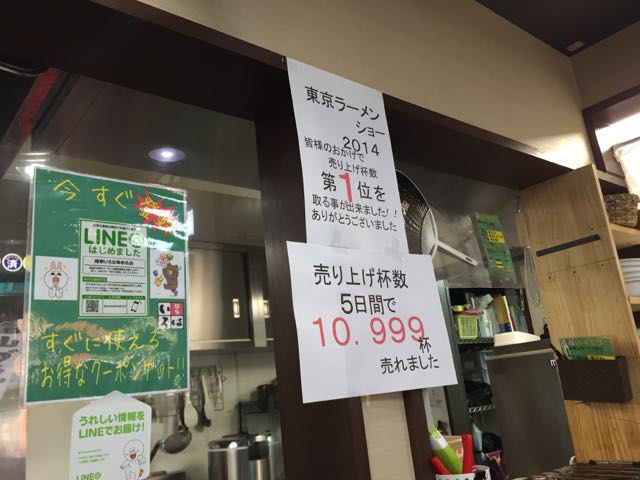 東京ラーメン
ショー
2014
皆様のおかげで
売り上げ杯数
第1位を
取る事が出来ました!!
ありがとうございました
売り上げ杯数
5日間で
10.999杯
売れました
今すぐ
LINE@
はじめました
すぐに使える
お得なクーポンゲット!!
うれしい情報を
LINEでお届け!
LINE@